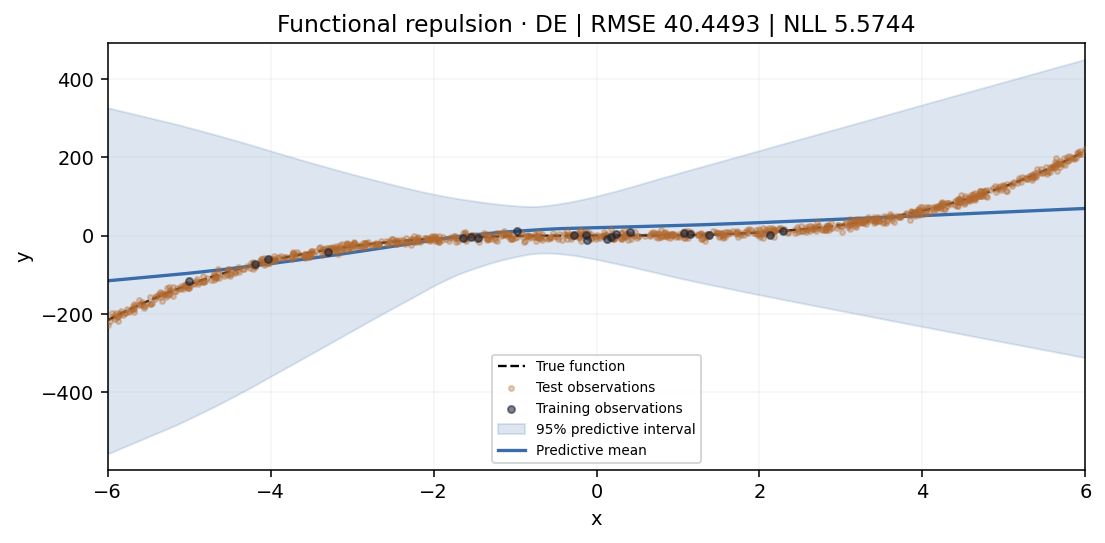 Functional repulsion · DE | RMSE 40.4493 | NLL 5.5744
400
200
0
−200
−400
y
True function
Test observations
Training observations
95% predictive interval
Predictive mean
−6
−4
−2
0
2
4
6
x